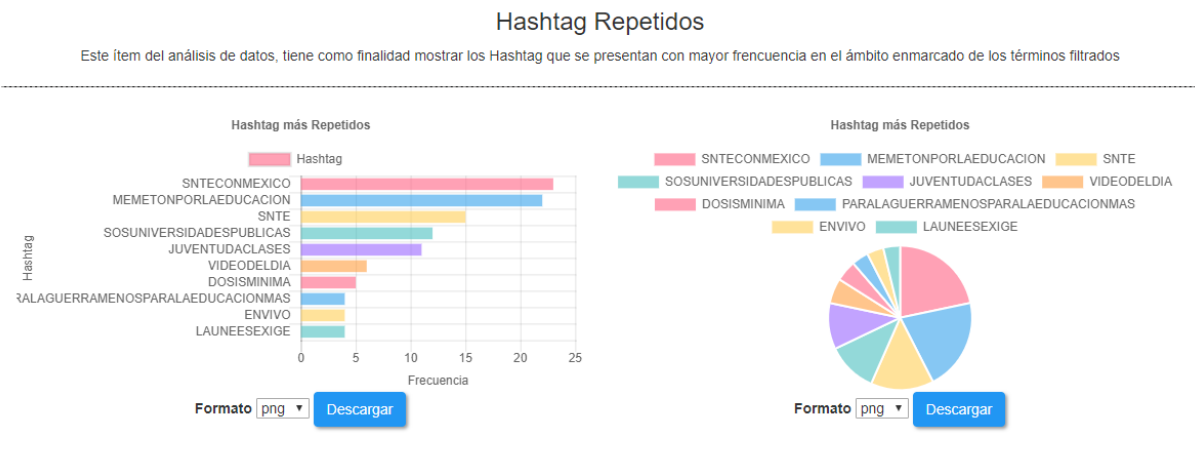 Hashtag Repetidos
Este ítem del análisis de datos, tiene como finalidad mostrar los Hashtag que se presentan con mayor frencuencia en el ámbito enmarcado de los términos filtrados
Hashtag más Repetidos
Hashtag
SNTECONMEXICO
MEMETONPORLAEDUCACION
SNTE
SOSUNIVERSIDADESPUBLICAS
JUVENTUDACLASES
VIDEODELDIA
DOSISMINIMA
RALAGUERRAMENOSPARALAEDUCACIONMAS
ENVIVO
LAUNEESEXIGE
Hashtag
0 5 10 15 20 25
Frecuencia
Formato png Descargar
Hashtag más Repetidos
SNTECONMEXICO MEMETONPORLAEDUCACION SNTE
SOSUNIVERSIDADESPUBLICAS JUVENTUDACLASES VIDEODELDIA
DOSISMINIMA PARALAGUERRAMENOSPARALAEDUCACIONMAS
ENVIVO LAUNEESEXIGE
Formato png Descargar